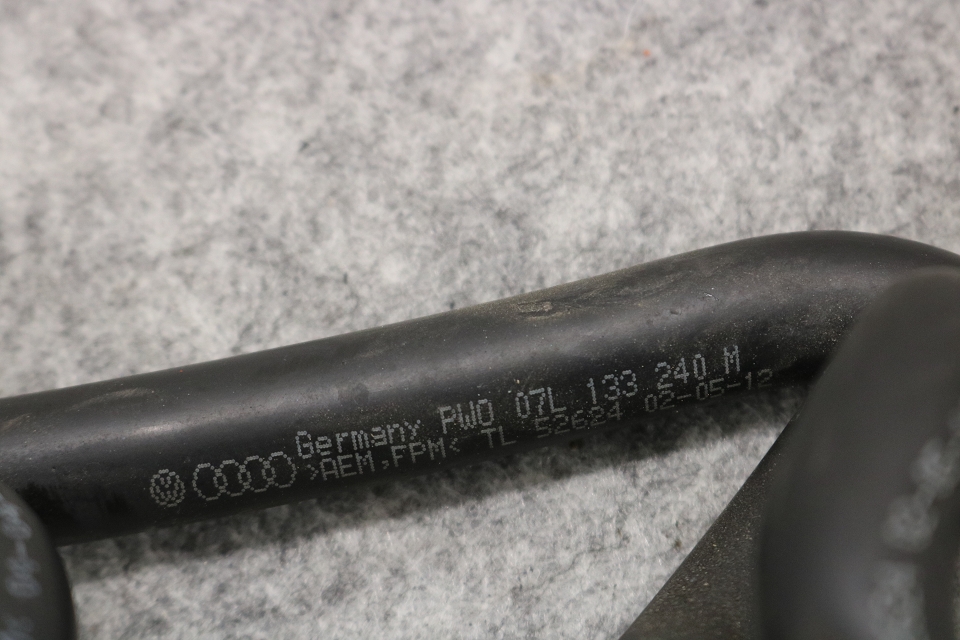 Germany PWO 07L 133 240 M
>AEM,FPM< TL 52624 02-05-12